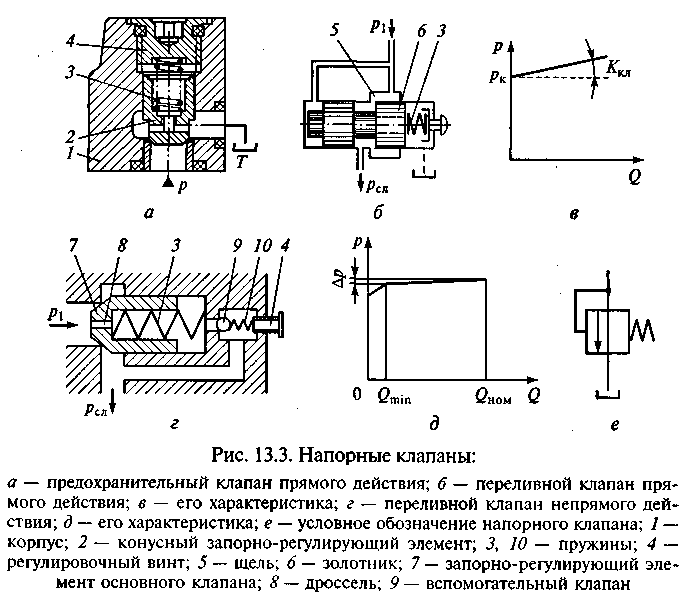 4
3
2
1
p
T
а
5
p₁
6
3
pсл
б
p
pк
Kкл
Q
в
7
8
3
9
10
4
p₁
pсл
г
p
Δp
0
Qmin
Qном
Q
д
е
Рис. 13.3. Напорные клапаны:
а — предохранительный клапан прямого действия; б — переливной клапан пря-
мого действия; в — его характеристика; г — переливной клапан непрямого дей-
ствия; д — его характеристика; е — условное обозначение напорного клапана; 1 —
корпус; 2 — конусный запорно-регулирующий элемент; 3, 10 — пружины; 4 —
регулировочный винт; 5 — щель; 6 — золотник; 7 — запорно-регулирующий эле-
мент основного клапана; 8 — дроссель; 9 — вспомогательный клапан